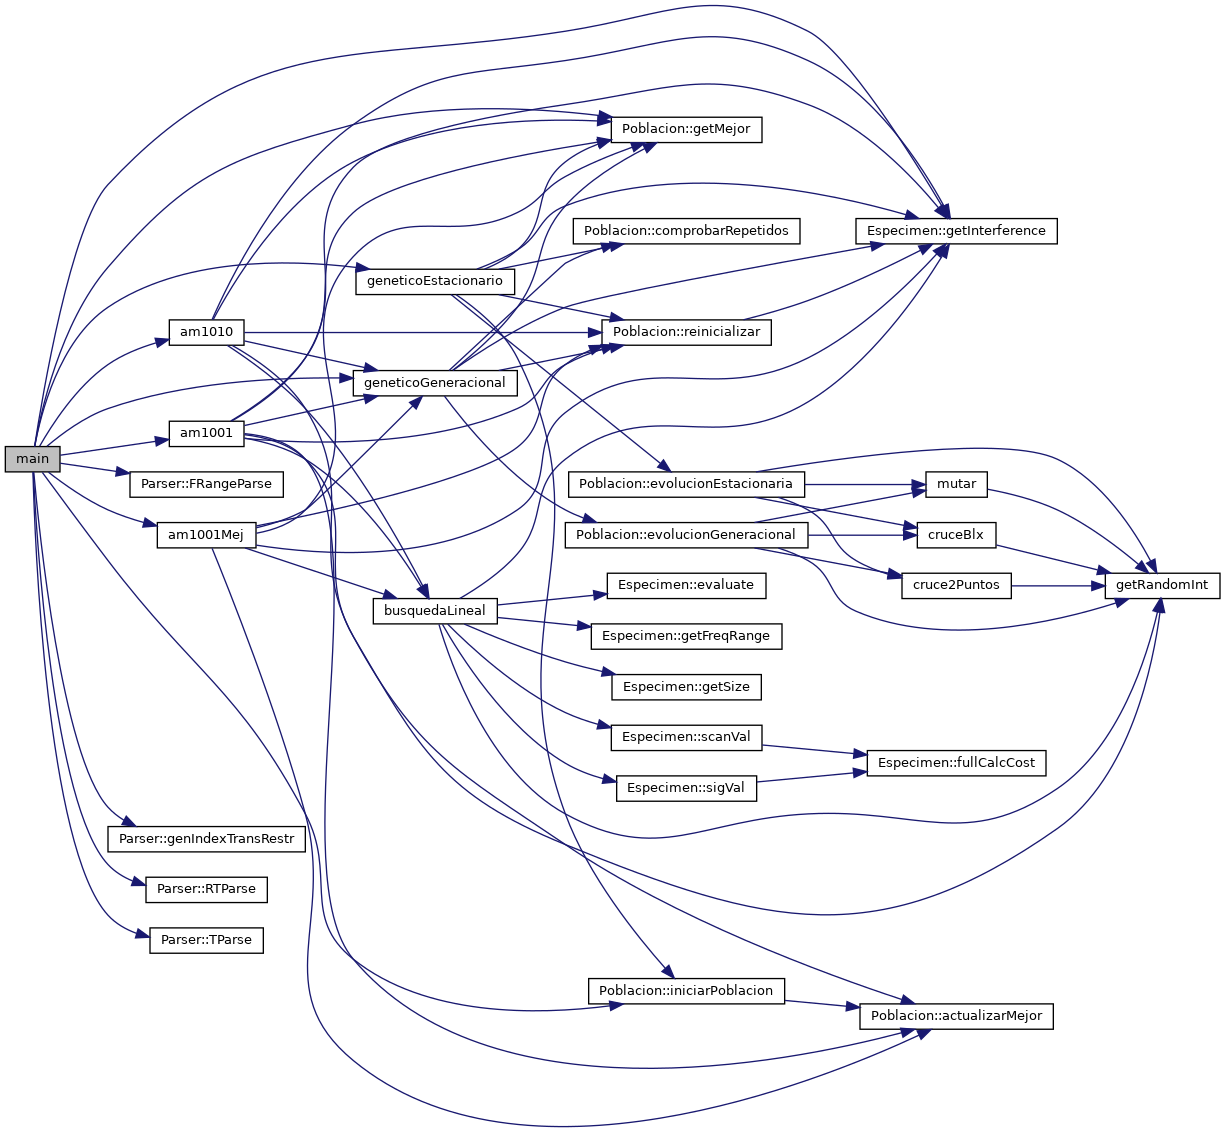 main
am1010
am1001
Parser::FRangeParse
am1001Mej
Parser::genIndexTransRestr
Parser::RTParse
Parser::TParse
geneticoEstacionario
geneticoGeneracional
busquedaLineal
Poblacion::getMejor
Poblacion::comprobarRepetidos
Poblacion::reinicializar
Poblacion::evolucionEstacionaria
Poblacion::evolucionGeneracional
Especimen::evaluate
Especimen::getFreqRange
Especimen::getSize
Especimen::scanVal
Especimen::sigVal
Poblacion::iniciarPoblacion
Especimen::getInterference
mutar
cruceBlx
cruce2Puntos
Especimen::fullCalcCost
Poblacion::actualizarMejor
getRandomInt